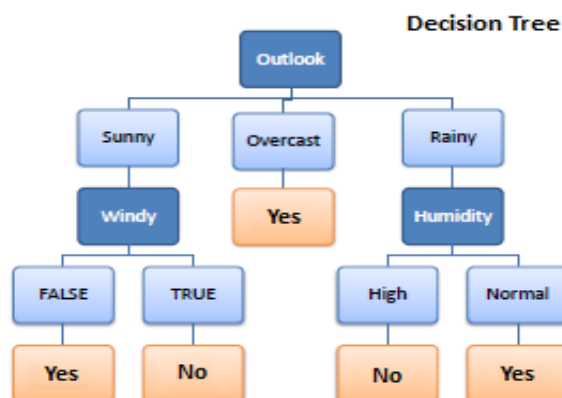 Decision Tree
Outlook
Sunny
Overcast
Rainy
Windy
Yes
Humidity
FALSE
TRUE
High
Normal
Yes
No
No
Yes